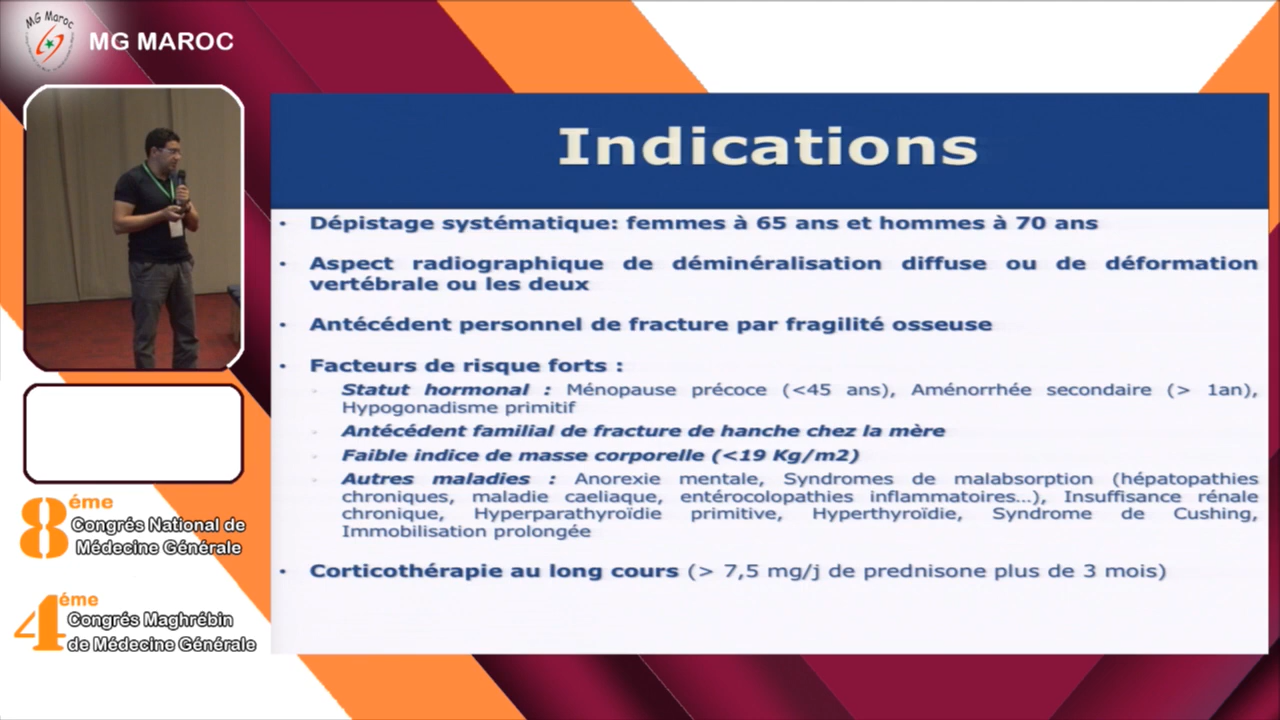 MG Maroc
MG MAROC
Indications
• Dépistage systématique: femmes à 65 ans et hommes à 70 ans
• Aspect radiographique de déminéralisation diffuse ou de déformation
vertébrale ou les deux
• Antécédent personnel de fracture par fragilité osseuse
• Facteurs de risque forts :
- Statut hormonal : Ménopause précoce (<45 ans), Aménorrhée secondaire (> 1an),
Hypogonadisme primitif
- Antécédent familial de fracture de hanche chez la mère
- Faible indice de masse corporelle (<19 Kg/m2)
- Autres maladies : Anorexie mentale, Syndromes de malabsorption (hépatopathies
chroniques, maladie caeliaque, entérocolopathies inflammatoires…), Insuffisance rénale
chronique, Hyperparathyroïdie primitive, Hyperthyroïdie, Syndrome de Cushing,
Immobilisation prolongée
• Corticothérapie au long cours (> 7,5 mg/j de prednisone plus de 3 mois)
8éme
Congrés National de
Médecine Générale
4éme
Congrés Maghrébin
de Médecine Générale